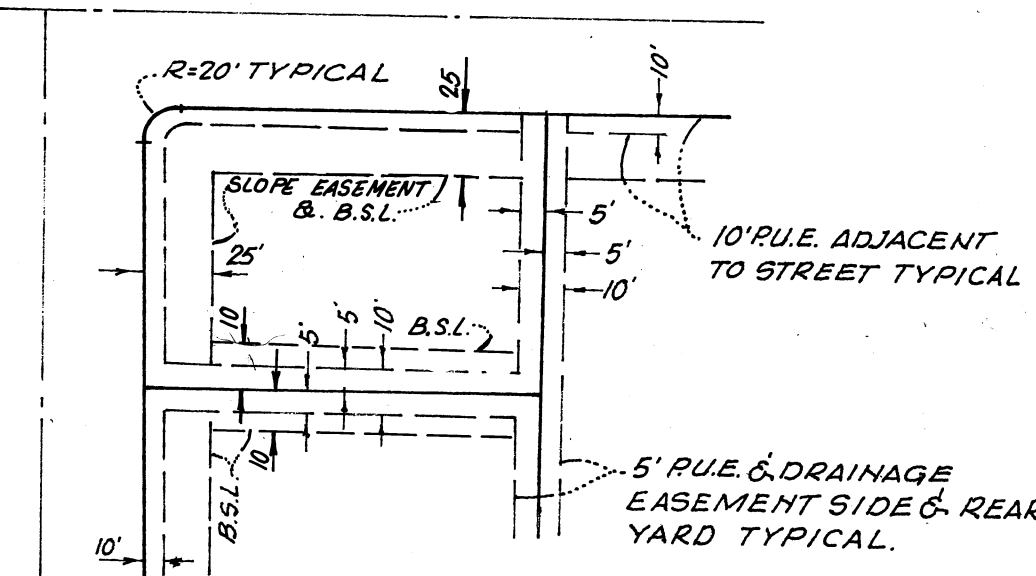 R=20' TYPICAL
25
10'
SLOPE EASEMENT
& B.S.L.
5'
25'
5'
10'
10' P.U.E. ADJACENT
TO STREET TYPICAL
10
5'
5'
10'
B.S.L.
10
B.S.L.
5' P.U.E. & DRAINAGE
EASEMENT SIDE & REAR
YARD TYPICAL.
10'